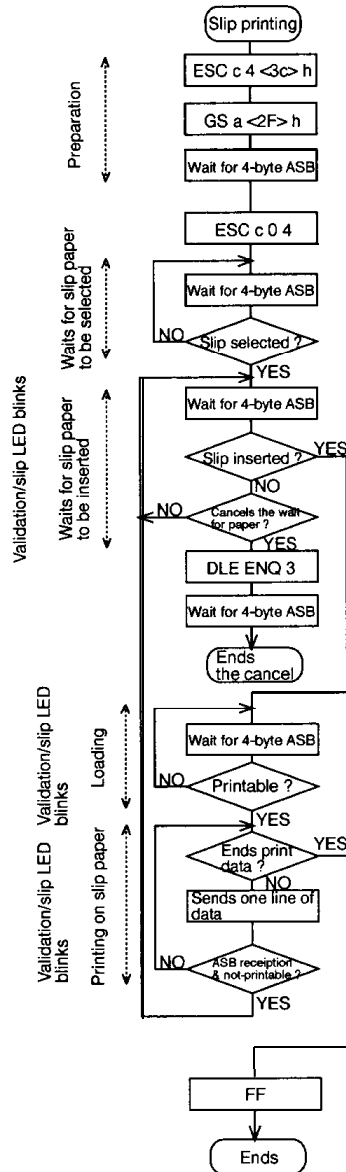 Slip printing
ESC c 4 <3c> h
GS a <2F> h
Wait for 4-byte ASB
Preparation
ESC c 0 4
Wait for 4-byte ASB
NO
Slip selected ?
YES
Waits for slip paper
to be selected
Wait for 4-byte ASB
Slip inserted ?
YES
NO
NO
Cancels the wait
for paper ?
YES
DLE ENQ 3
Wait for 4-byte ASB
Ends
the cancel
Waits for slip paper
to be inserted
Validation/slip LED blinks
Wait for 4-byte ASB
NO
Printable ?
YES
Loading
Validation/slip LED
blinks
Ends print
data ?
YES
NO
Sends one line of
data
NO
ASB receiption
& not-printable ?
YES
Printing on slip paper
Validation/slip LED
blinks
FF
Ends